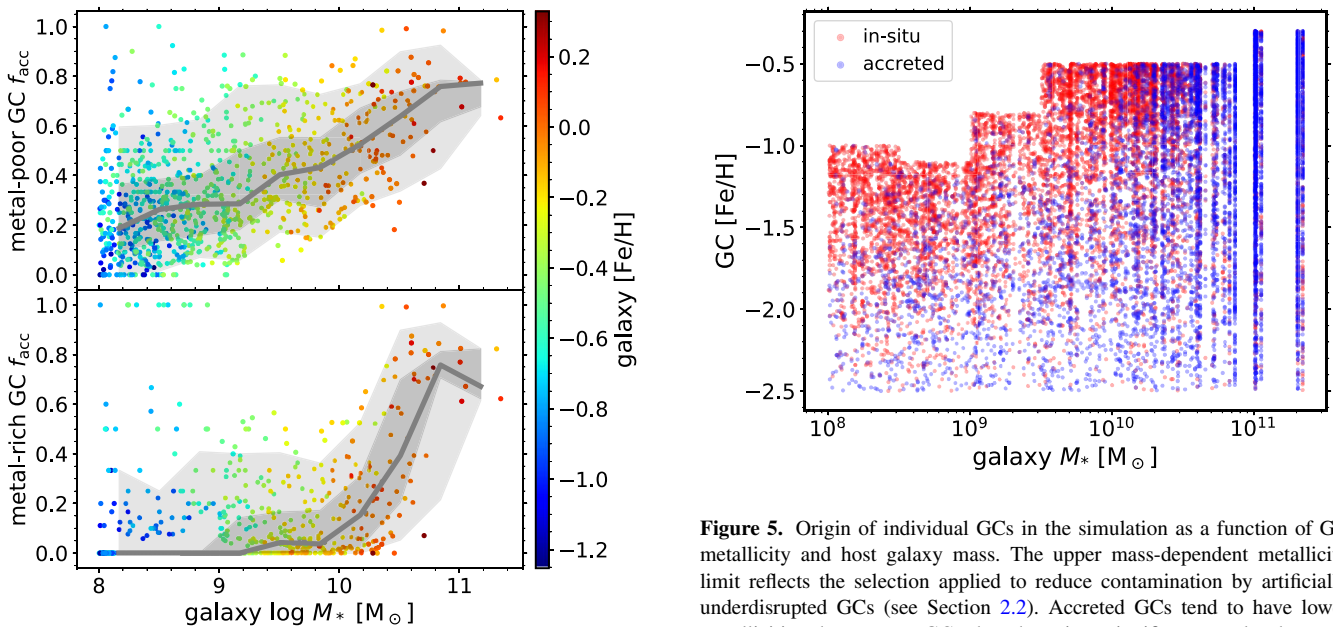 metal-poor GC f_acc
1.0
0.8
0.6
0.4
0.2
0.0
metal-rich GC f_acc
1.0
0.8
0.6
0.4
0.2
0.0
8 9 10 11
galaxy log M* [M⊙]
0.2
0.0
−0.2
−0.4
−0.6
−0.8
−1.0
−1.2
galaxy [Fe/H]
in-situ
accreted
GC [Fe/H]
−0.5
−1.0
−1.5
−2.0
−2.5
10^8 10^9 10^10 10^11
galaxy M* [M⊙]
Figure 5. Origin of individual GCs in the simulation as a function of G
metallicity and host galaxy mass. The upper mass-dependent metallici
limit reflects the selection applied to reduce contamination by artificial
underdisrupted GCs (see Section 2.2). Accreted GCs tend to have low